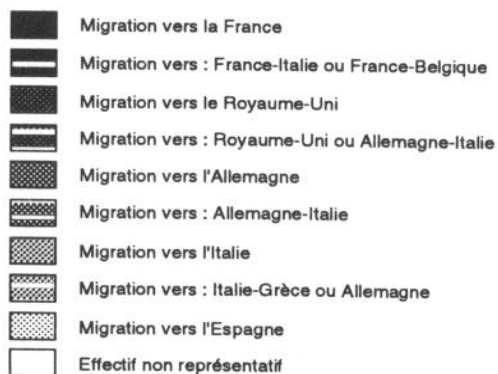 Migration vers la France
Migration vers : France-Italie ou France-Belgique
Migration vers le Royaume-Uni
Migration vers : Royaume-Uni ou Allemagne-Italie
Migration vers l'Allemagne
Migration vers : Allemagne-Italie
Migration vers l'Italie
Migration vers : Italie-Grèce ou Allemagne
Migration vers l'Espagne
Effectif non représentatif